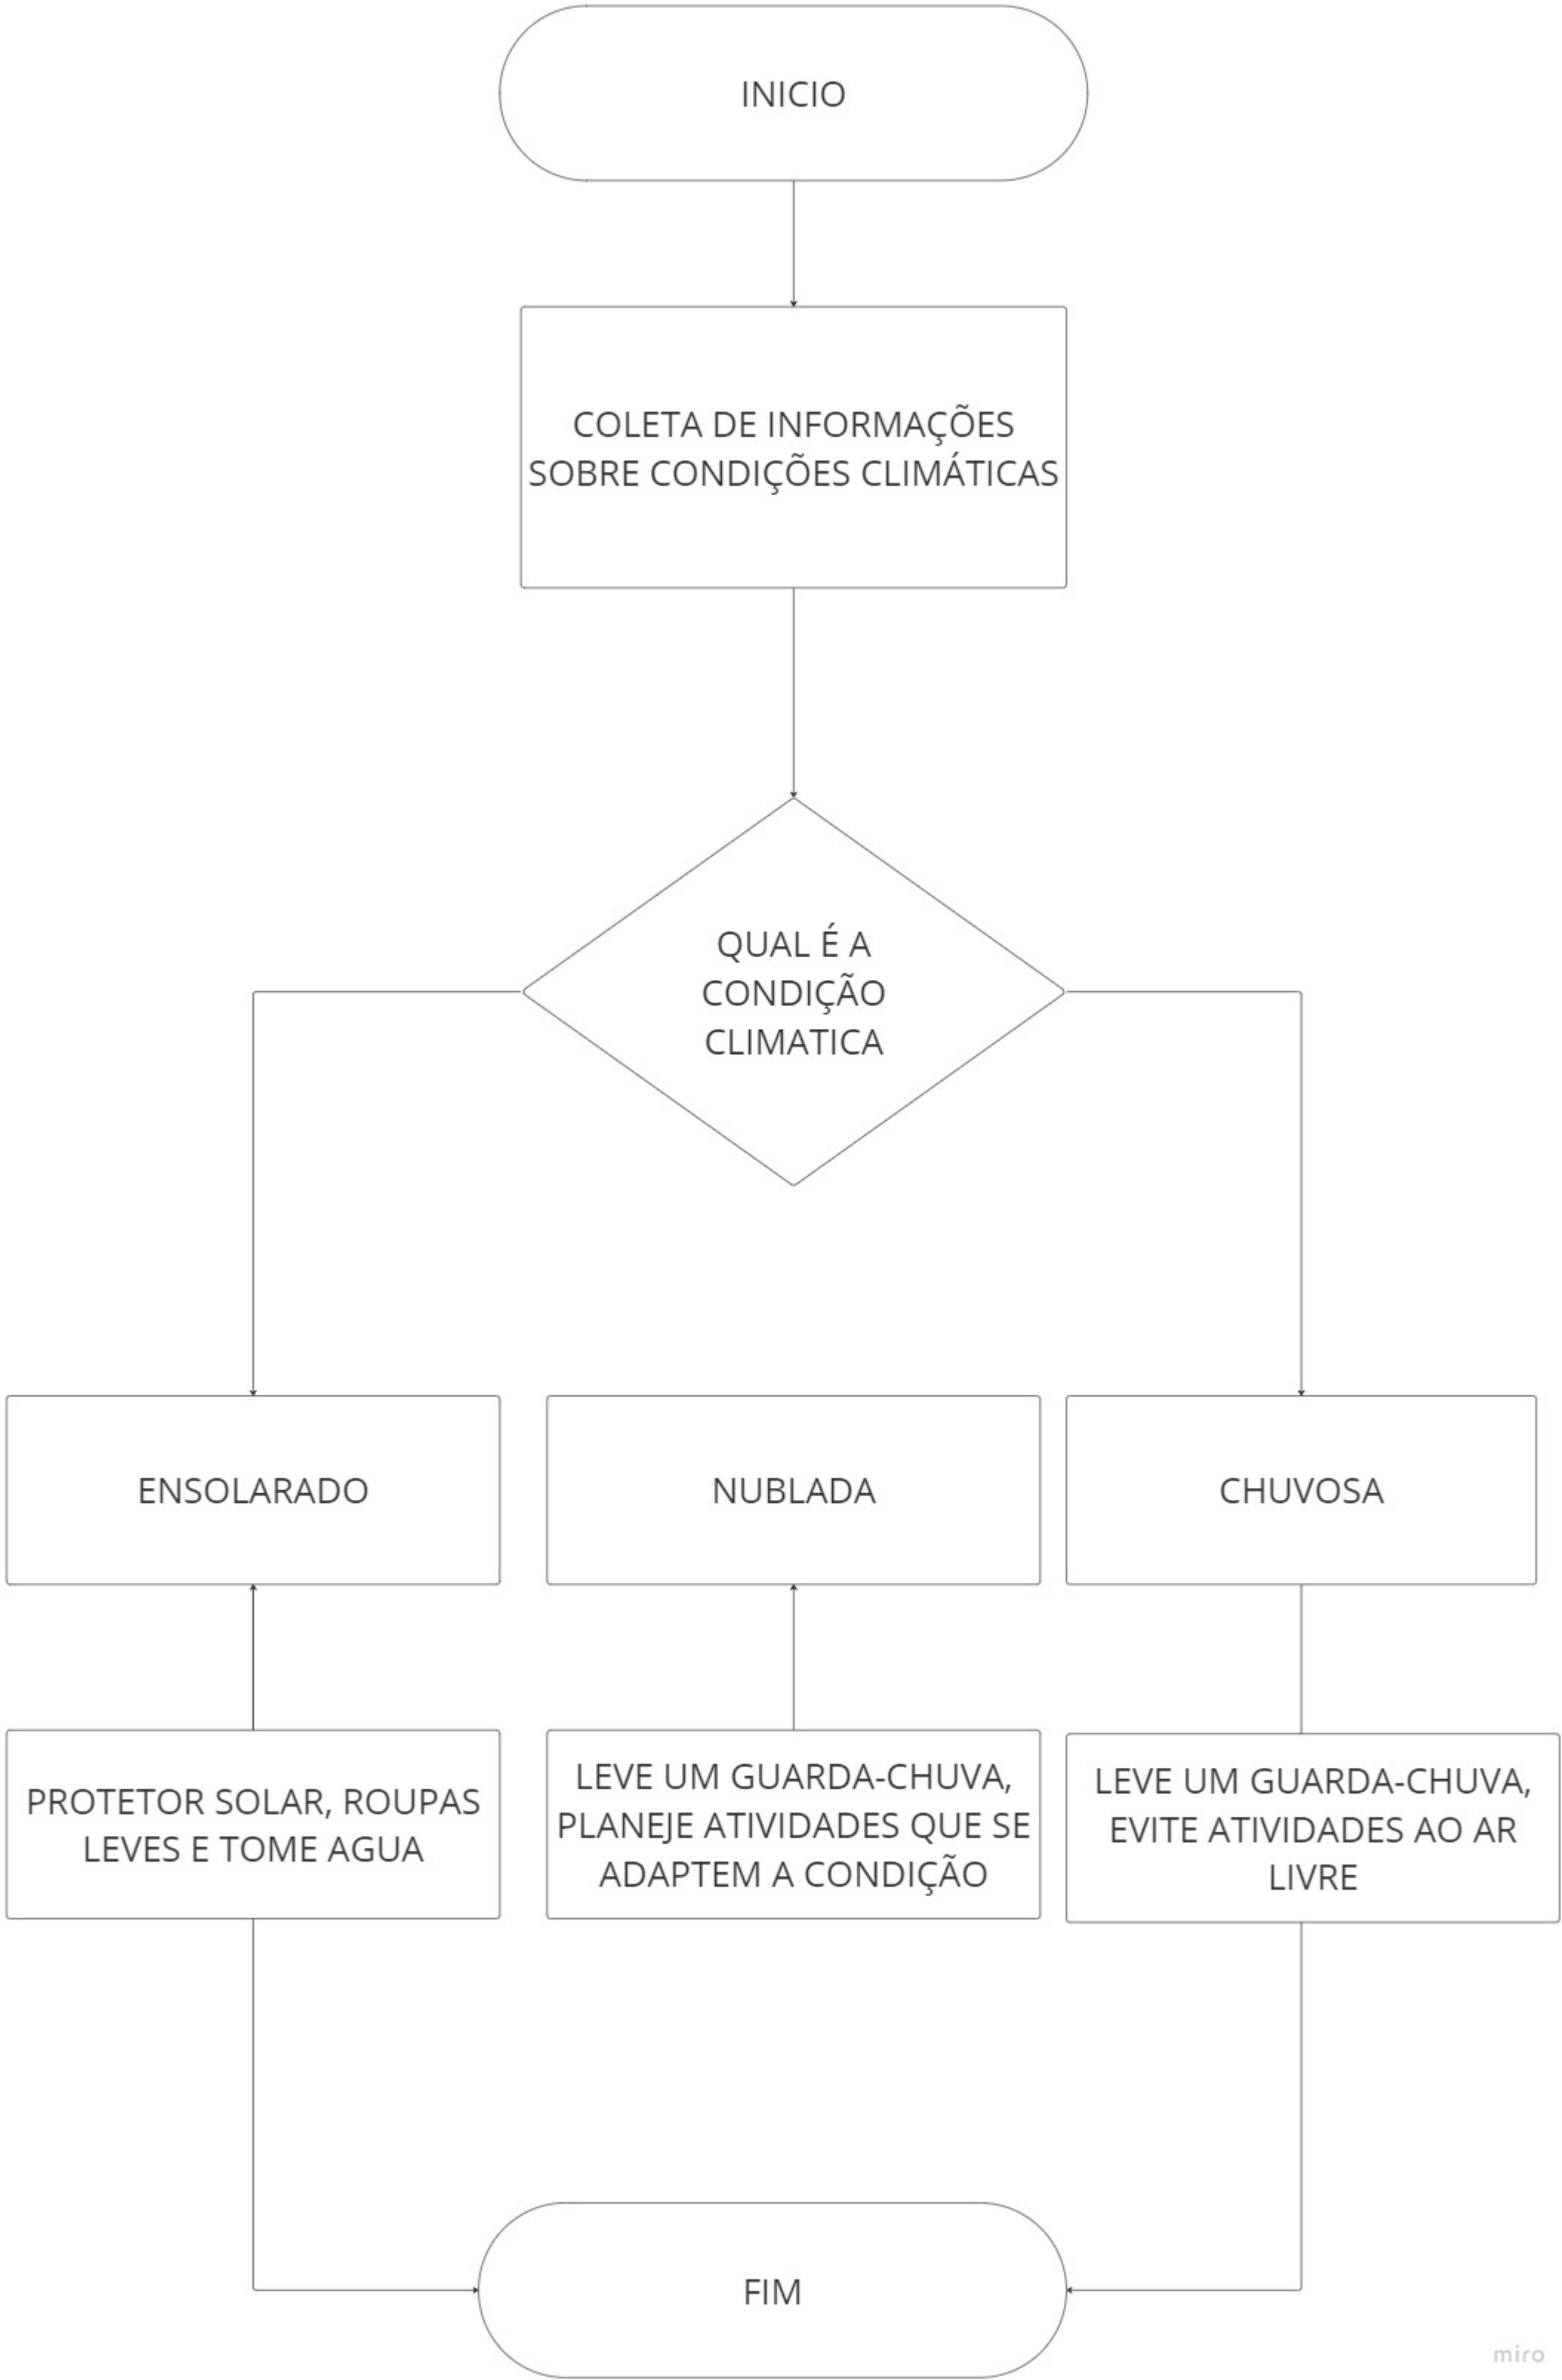 INICIO
COLETA DE INFORMAÇÕES
SOBRE CONDIÇÕES CLIMÁTICAS
QUAL É A
CONDIÇÃO
CLIMATICA
ENSOLARADO
NUBLADA
CHUVOSA
PROTETOR SOLAR, ROUPAS
LEVES E TOME AGUA
LEVE UM GUARDA-CHUVA,
PLANEJE ATIVIDADES QUE SE
ADAPTEM A CONDIÇÃO
LEVE UM GUARDA-CHUVA,
EVITE ATIVIDADES AO AR
LIVRE
FIM
miro